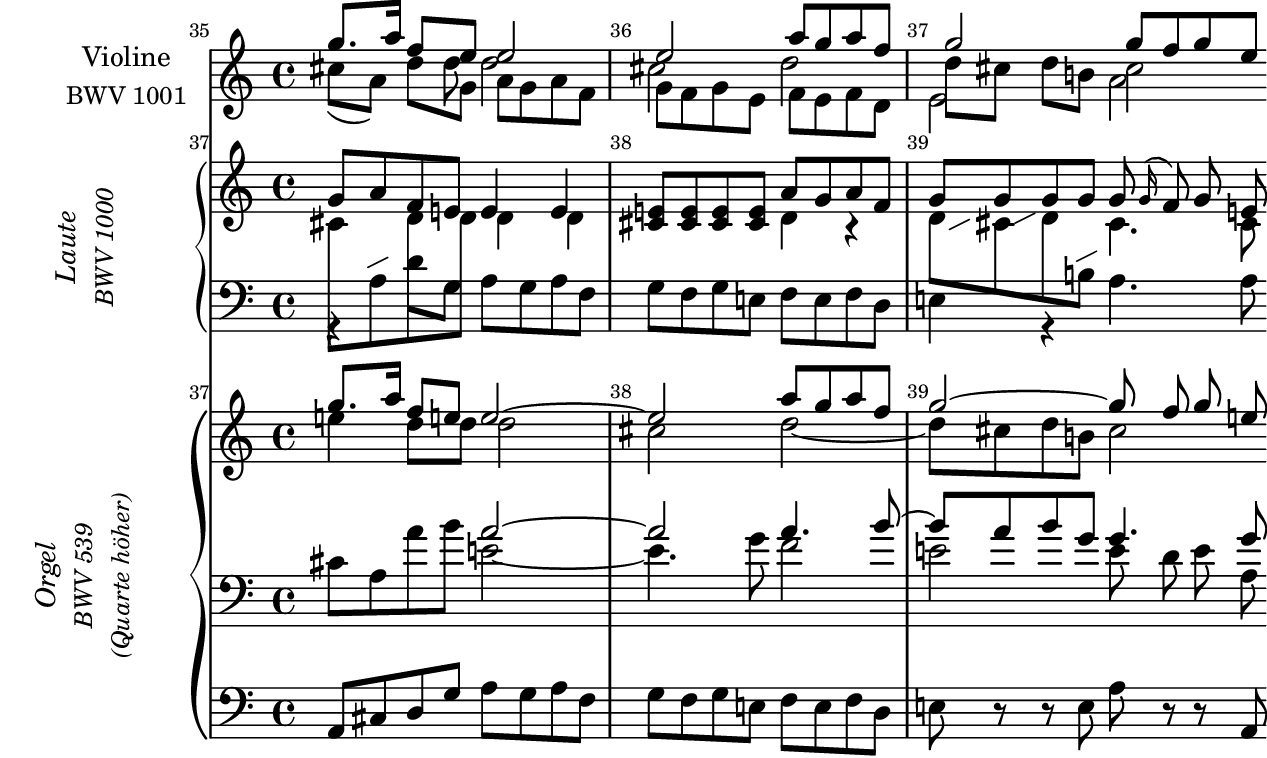 35
36
37
Violine
BWV 1001
37
38
39
Laute
BWV 1000
37
38
39
Orgel
BWV 539
(Quarte höher)